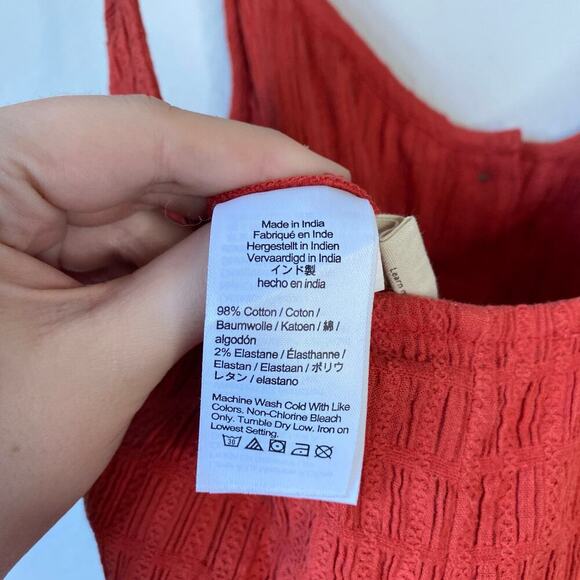 Made in India
Fabriqué en Inde
Hergestellt in Indien
Vervaardigd in India
インド製
hecho en india
98% Cotton / Coton /
Baumwolle / Katoen / 綿 /
algodón
2% Elastane / Élasthanne /
Elastan / Elastaan / ポリウ
レタン / elastano
Machine Wash Cold With Like
Colors. Non-Chlorine Bleach
Only. Tumble Dry Low. Iron on
Lowest Setting.
30
Learn